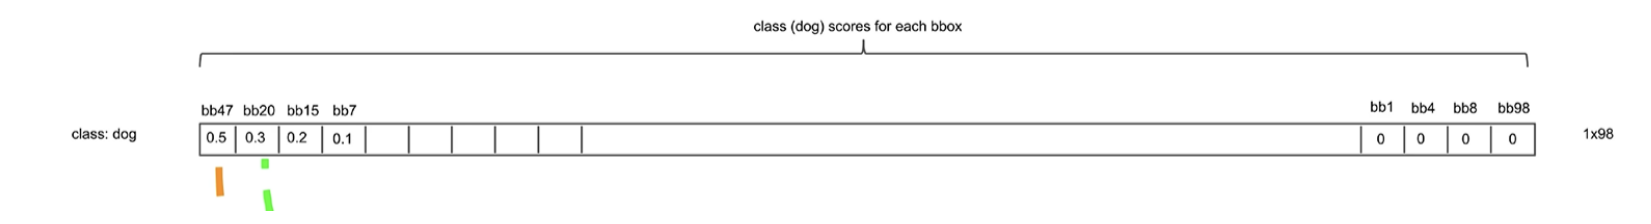 class (dog) scores for each bbox
bb47 bb20 bb15 bb7 bb1 bb4 bb8 bb98
class: dog 0.5 0.3 0.2 0.1 0 0 0 0 1x98